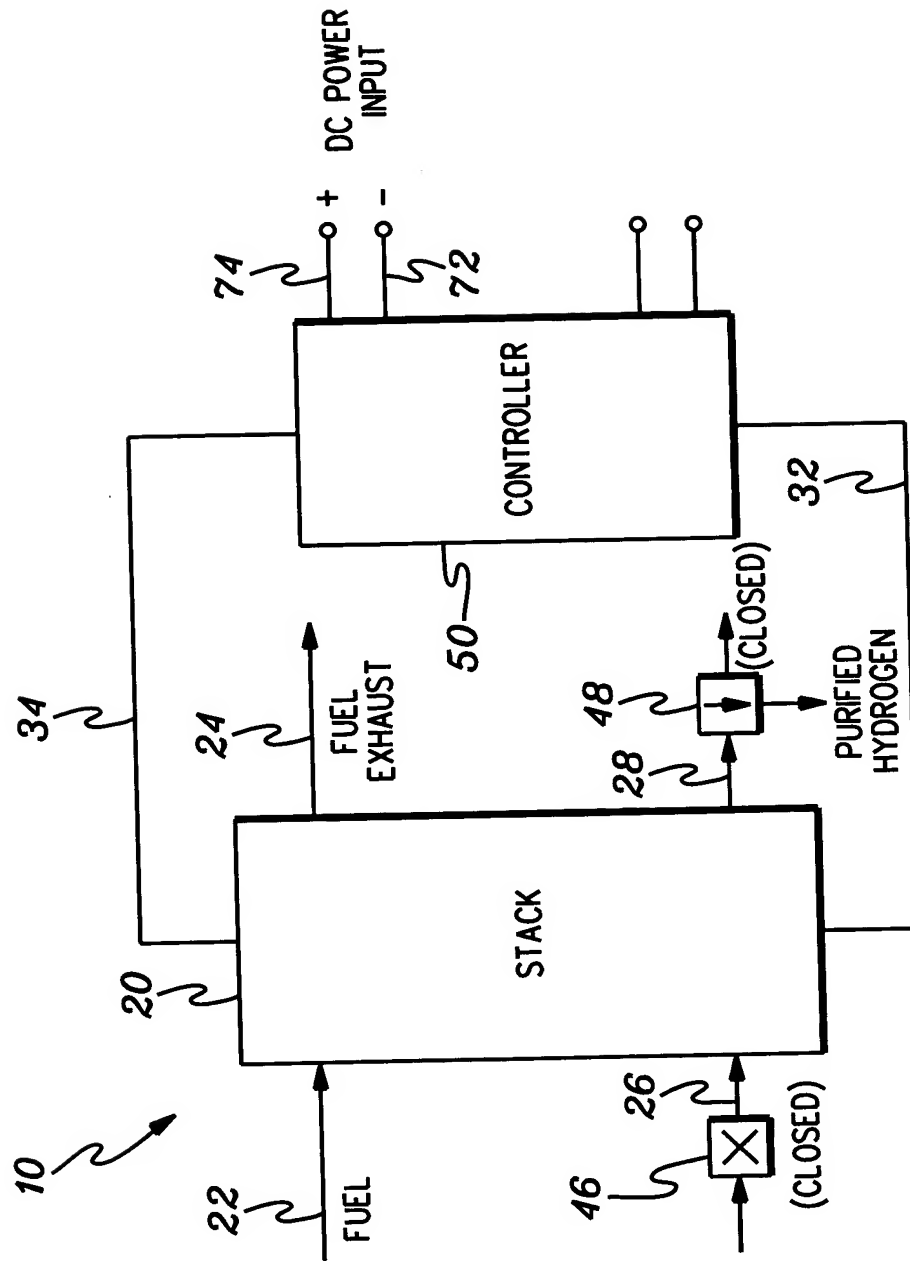 10
20
34
22
FUEL
STACK
24
FUEL
EXHAUST
74
+
DC POWER
INPUT
-
72
CONTROLLER
50
46
(CLOSED)
26
28
48
(CLOSED)
PURIFIED
HYDROGEN
32